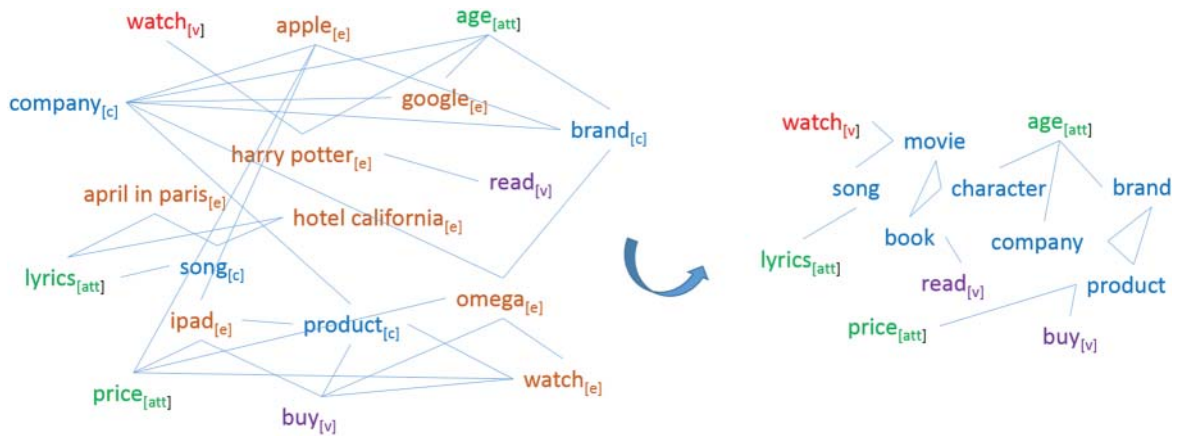 watch[v]
apple[e]
age[att]
company[c]
google[e]
brand[c]
harry potter[e]
read[v]
april in paris[e]
hotel california[e]
lyrics[att]
song[c]
omega[e]
ipad[e]
product[c]
watch[e]
price[att]
buy[v]
watch[v]
age[att]
movie
song
character
brand
book
company
lyrics[att]
read[v]
product
price[att]
buy[v]